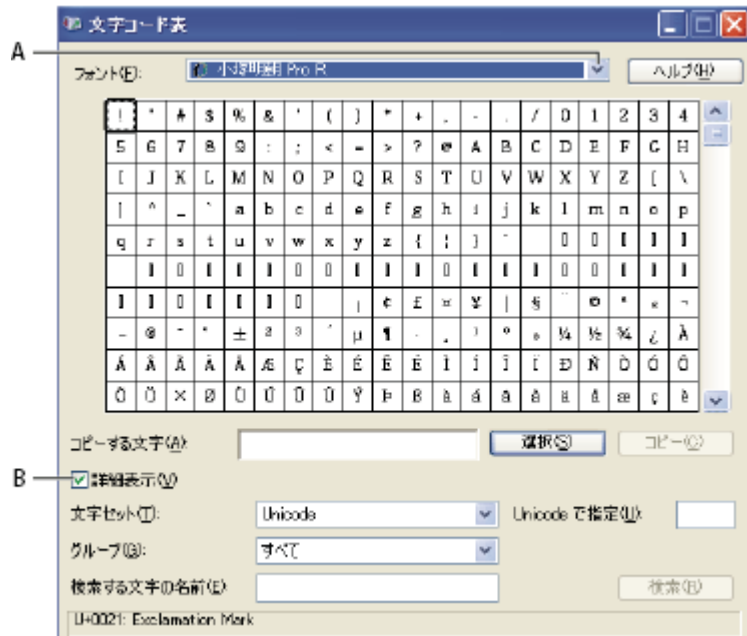 文字コード表
A
フォント(F): 小塚明朝 Pro R ヘルプ(H)
! " # $ % & ' ( ) * + , - . / 0 1 2 3 4
5 6 7 8 9 : ; < = > ? @ A B C D E F G H
I J K L M N O P Q R S T U V W X Y Z [ \
] ^ _ ` a b c d e f g h i j k l m n o p
q r s t u v w x y z { | } ~
¡ ¢ £ ¤ ¥ ¦ § ¨ © ª « ¬
- ® ¯ ° ± ² ³ ´ µ ¶ · ¸ ¹ º » ¼ ½ ¾ ¿ À
Á Â Ã Ä Å Æ Ç È É Ê Ë Ì Í Î Ï Ð Ñ Ò Ó Ô
Õ Ö × Ø Ù Ú Û Ü Ý Þ ß à á â ã ä å æ ç è
コピーする文字(A): 選択(S) コピー(C)
B
詳細表示(V)
文字セット(T): Unicode Unicode で指定(U):
グループ(G): すべて
検索する文字の名前(E): 検索(R)
U+0021: Exclamation Mark